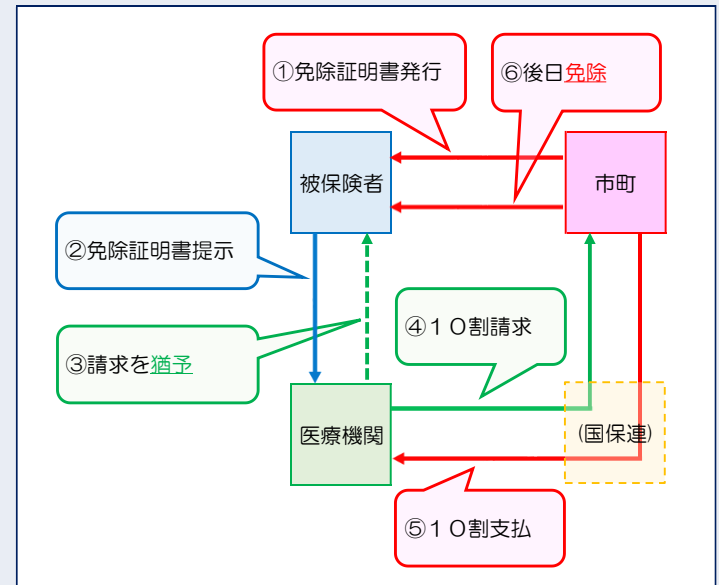 ①免除証明書発行
⑥後日免除
被保険者
市町
②免除証明書提示
③請求を猶予
④１０割請求
医療機関
(国保連)
⑤１０割支払